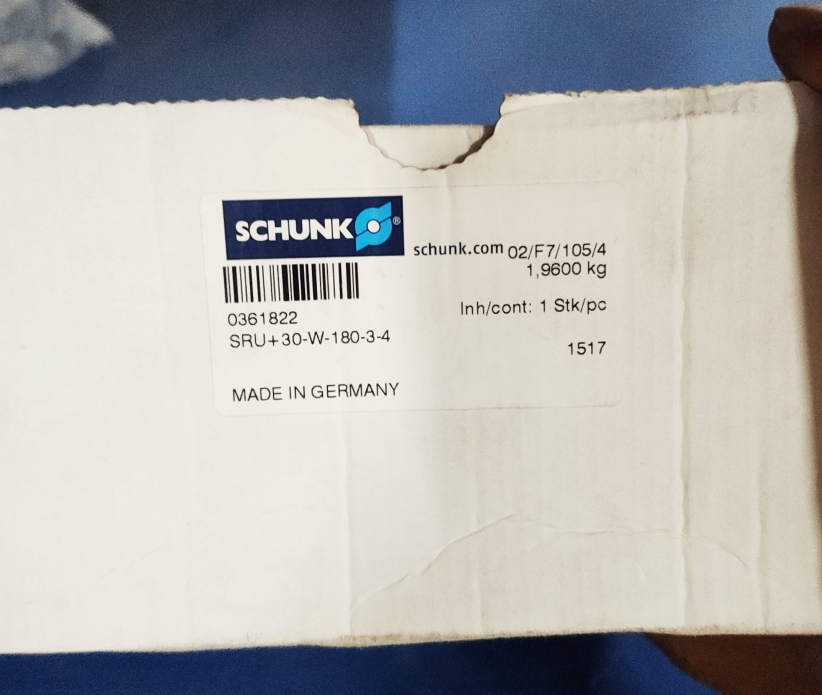 SCHUNK®
schunk.com 02/F7/105/4
1,9600 kg
0361822
Inh/cont: 1 Stk/pc
SRU+30-W-180-3-4
1517
MADE IN GERMANY